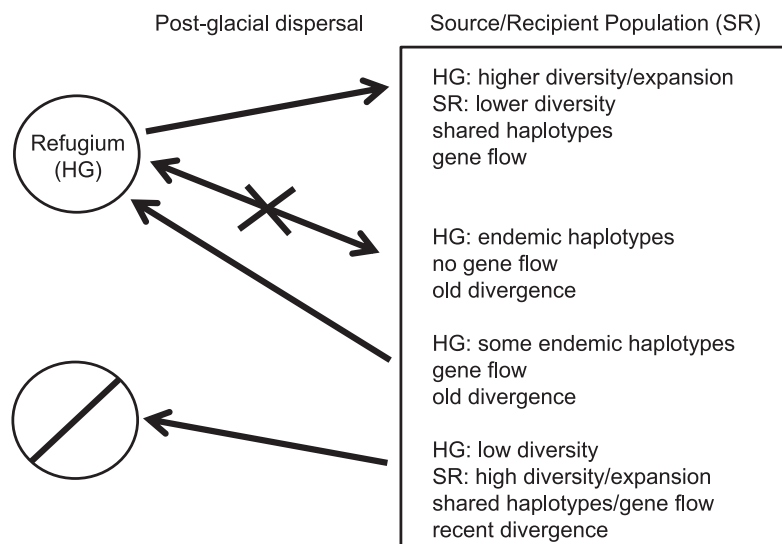 Post-glacial dispersal
Source/Recipient Population (SR)
Refugium
(HG)
HG: higher diversity/expansion
SR: lower diversity
shared haplotypes
gene flow
HG: endemic haplotypes
no gene flow
old divergence
HG: some endemic haplotypes
gene flow
old divergence
HG: low diversity
SR: high diversity/expansion
shared haplotypes/gene flow
recent divergence